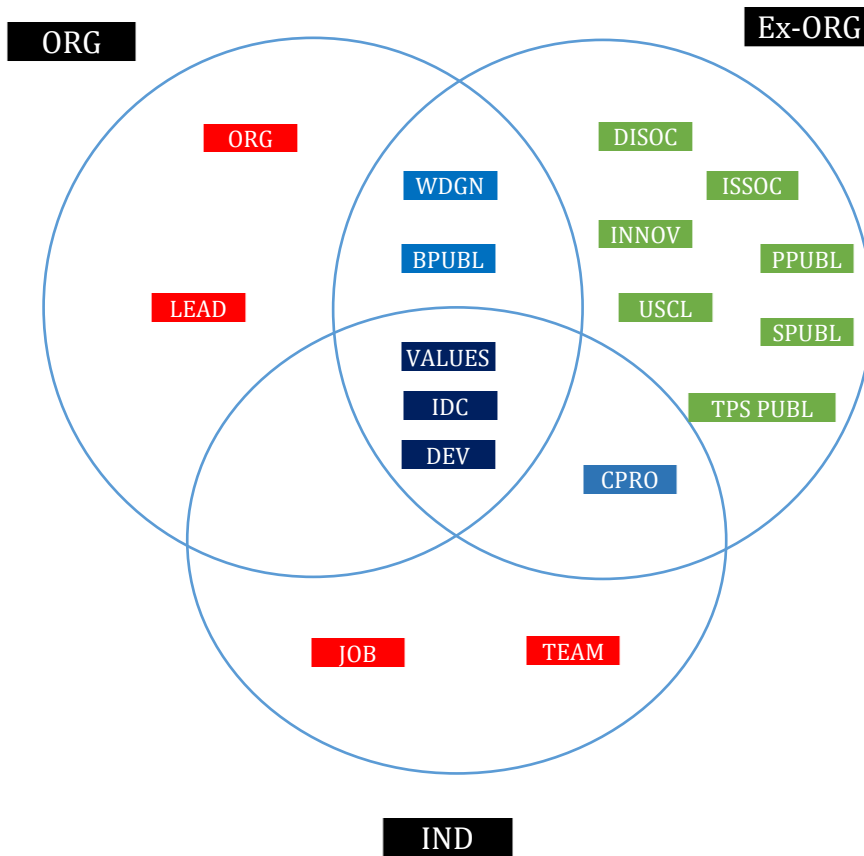 ORG
Ex-ORG
ORG
DISOC
WDGN
ISSOC
INNOV
BPUBL
PPUBL
LEAD
USCL
SPUBL
VALUES
IDC
TPS PUBL
DEV
CPRO
JOB
TEAM
IND